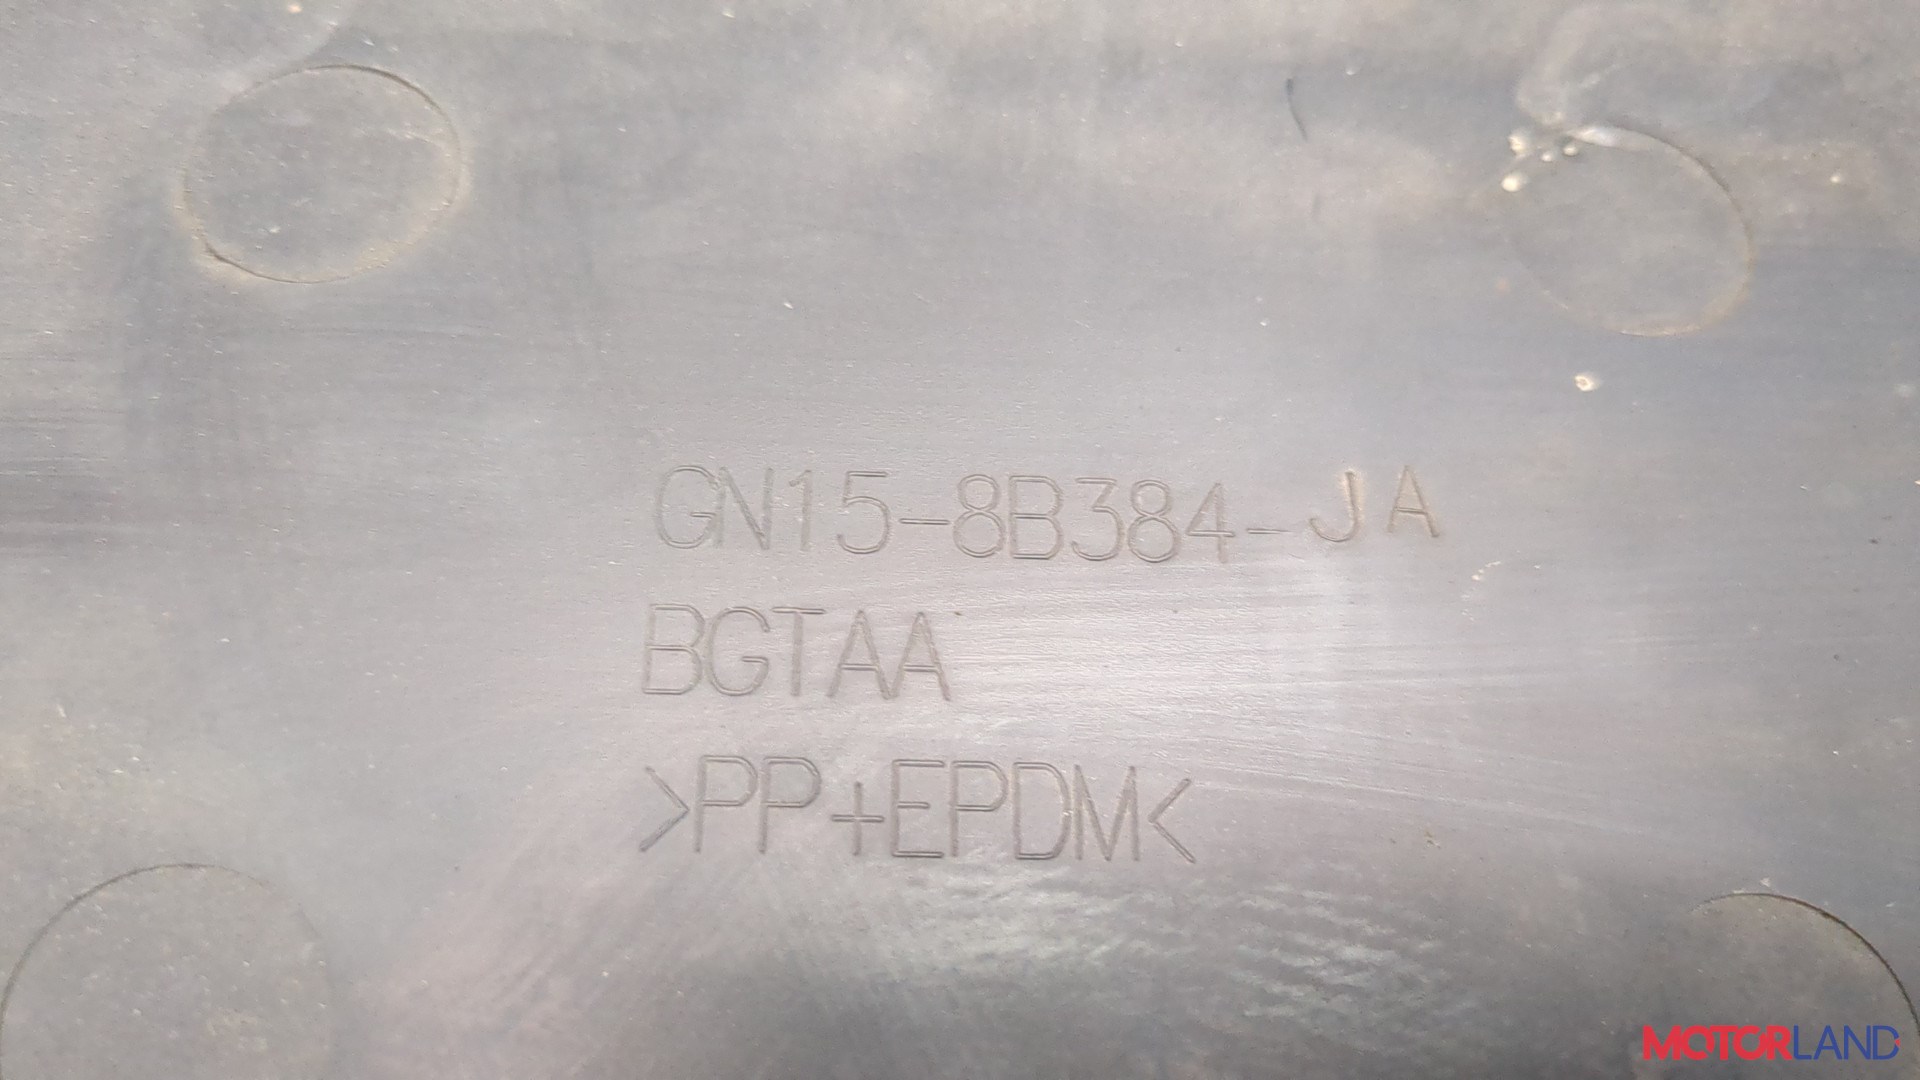 GN15-8B384-JA
BGTAA
>PP+EPDM<
MOTORLAND